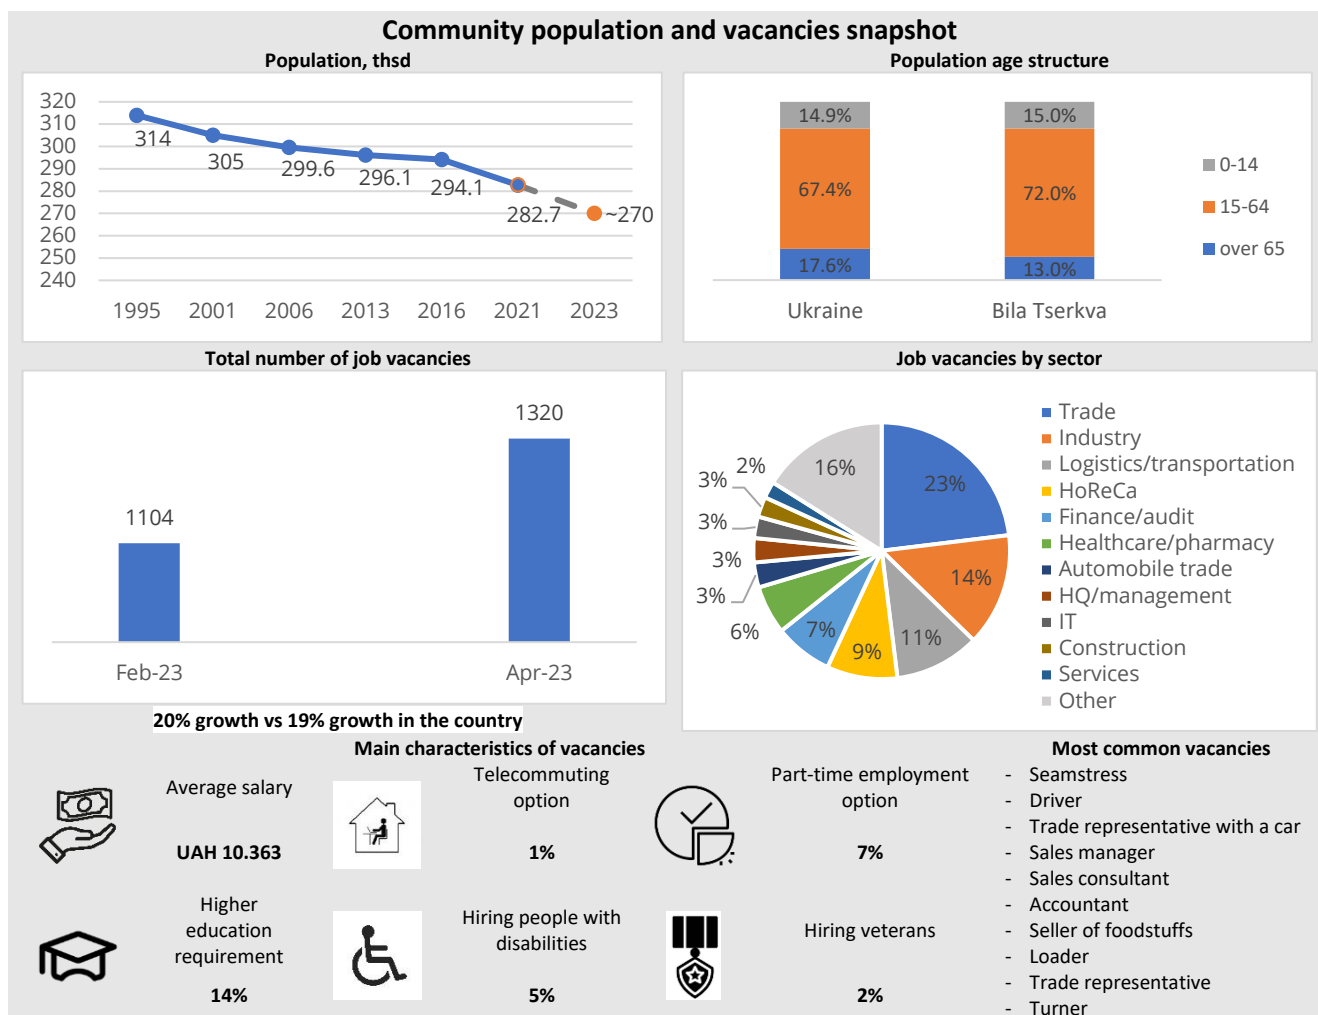 Community population and vacancies snapshot
Population, thsd
320
310
300
290
280
270
260
250
240
314
305
299.6
296.1
294.1
282.7
~270
1995 2001 2006 2013 2016 2021 2023
Population age structure
14.9%
67.4%
17.6%
15.0%
72.0%
13.0%
Ukraine
Bila Tserkva
0-14
15-64
over 65
Total number of job vacancies
1104
1320
Feb-23
Apr-23
20% growth vs 19% growth in the country
Job vacancies by sector
23%
14%
11%
9%
7%
6%
3%
3%
3%
3%
2%
16%
Trade
Industry
Logistics/transportation
HoReCa
Finance/audit
Healthcare/pharmacy
Automobile trade
HQ/management
IT
Construction
Services
Other
Main characteristics of vacancies
Average salary
UAH 10.363
Telecommuting
option
1%
Part-time employment
option
7%
Higher
education
requirement
14%
Hiring people with
disabilities
5%
Hiring veterans
2%
Most common vacancies
- Seamstress
- Driver
- Trade representative with a car
- Sales manager
- Sales consultant
- Accountant
- Seller of foodstuffs
- Loader
- Trade representative
- Turner